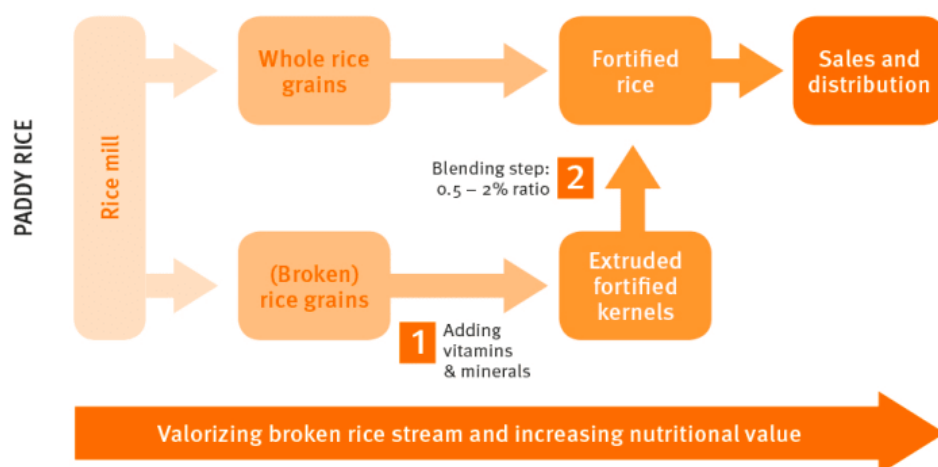 PADDY RICE
Rice mill
Whole rice
grains
Fortified
rice
Sales and
distribution
Blending step:
0.5 – 2% ratio
2
(Broken)
rice grains
Extruded
fortified
kernels
1
Adding
vitamins
& minerals
Valorizing broken rice stream and increasing nutritional value